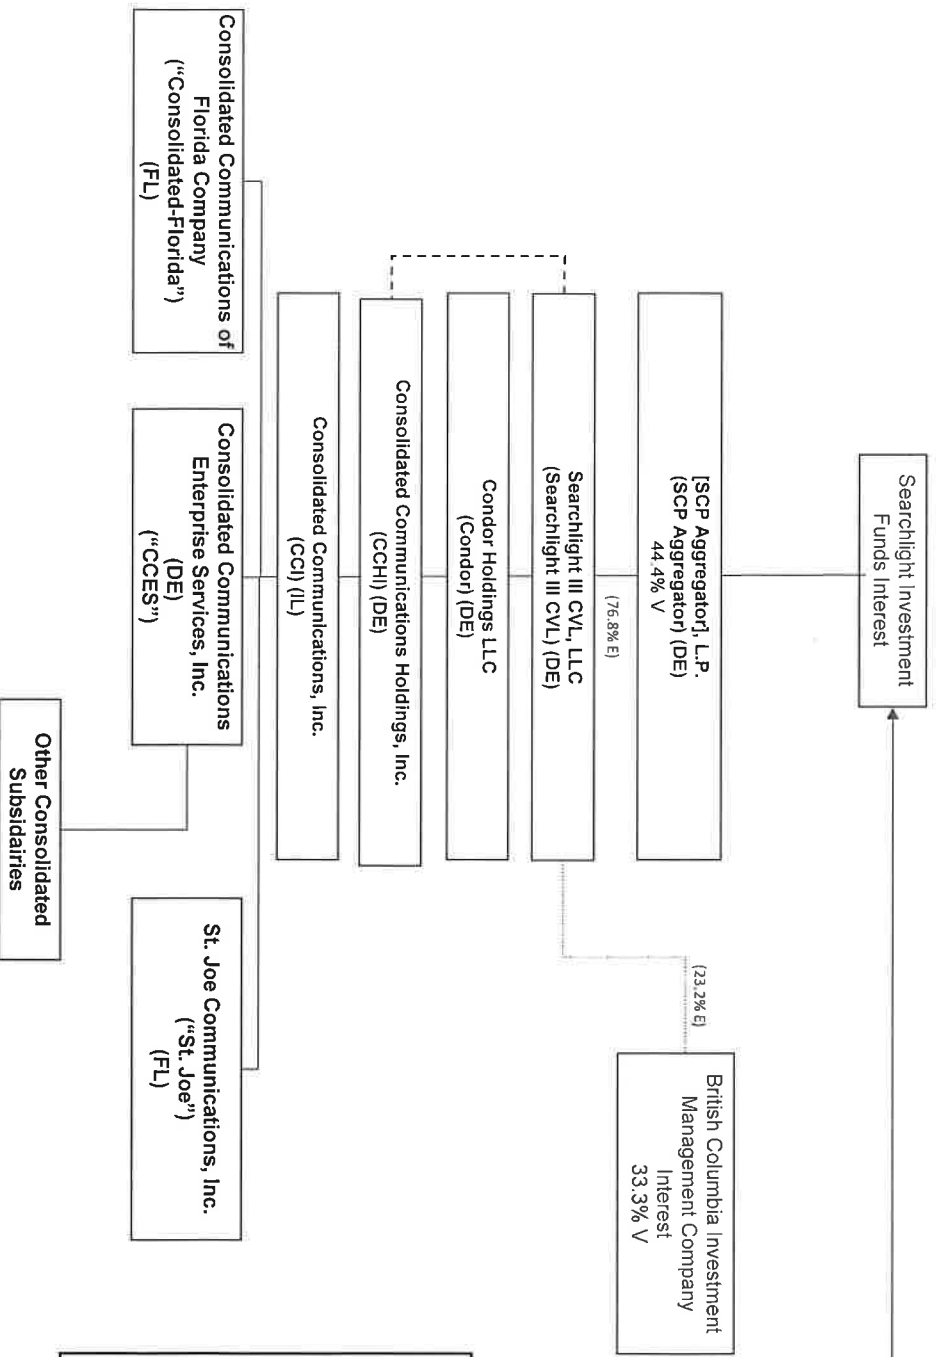 Searchlight Investment
Funds Interest
[SCP Aggregator], L.P.
(SCP Aggregator) (DE)
44.4% V
(76.8% E)
(23.2% E)
British Columbia Investment
Management Company
Interest
33.3% V
Searchlight III CVL, LLC
(Searchlight III CVL) (DE)
Condor Holdings LLC
(Condor) (DE)
Consolidated Communications Holdings, Inc.
(CCHI) (DE)
Consolidated Communications, Inc.
(CCI) (IL)
Consolidated Communications of
Florida Company
("Consolidated-Florida")
(FL)
Consolidated Communications
Enterprise Services, Inc.
(DE)
("CCES")
St. Joe Communications, Inc.
("St. Joe")
(FL)
Other Consolidated
Subsidairies